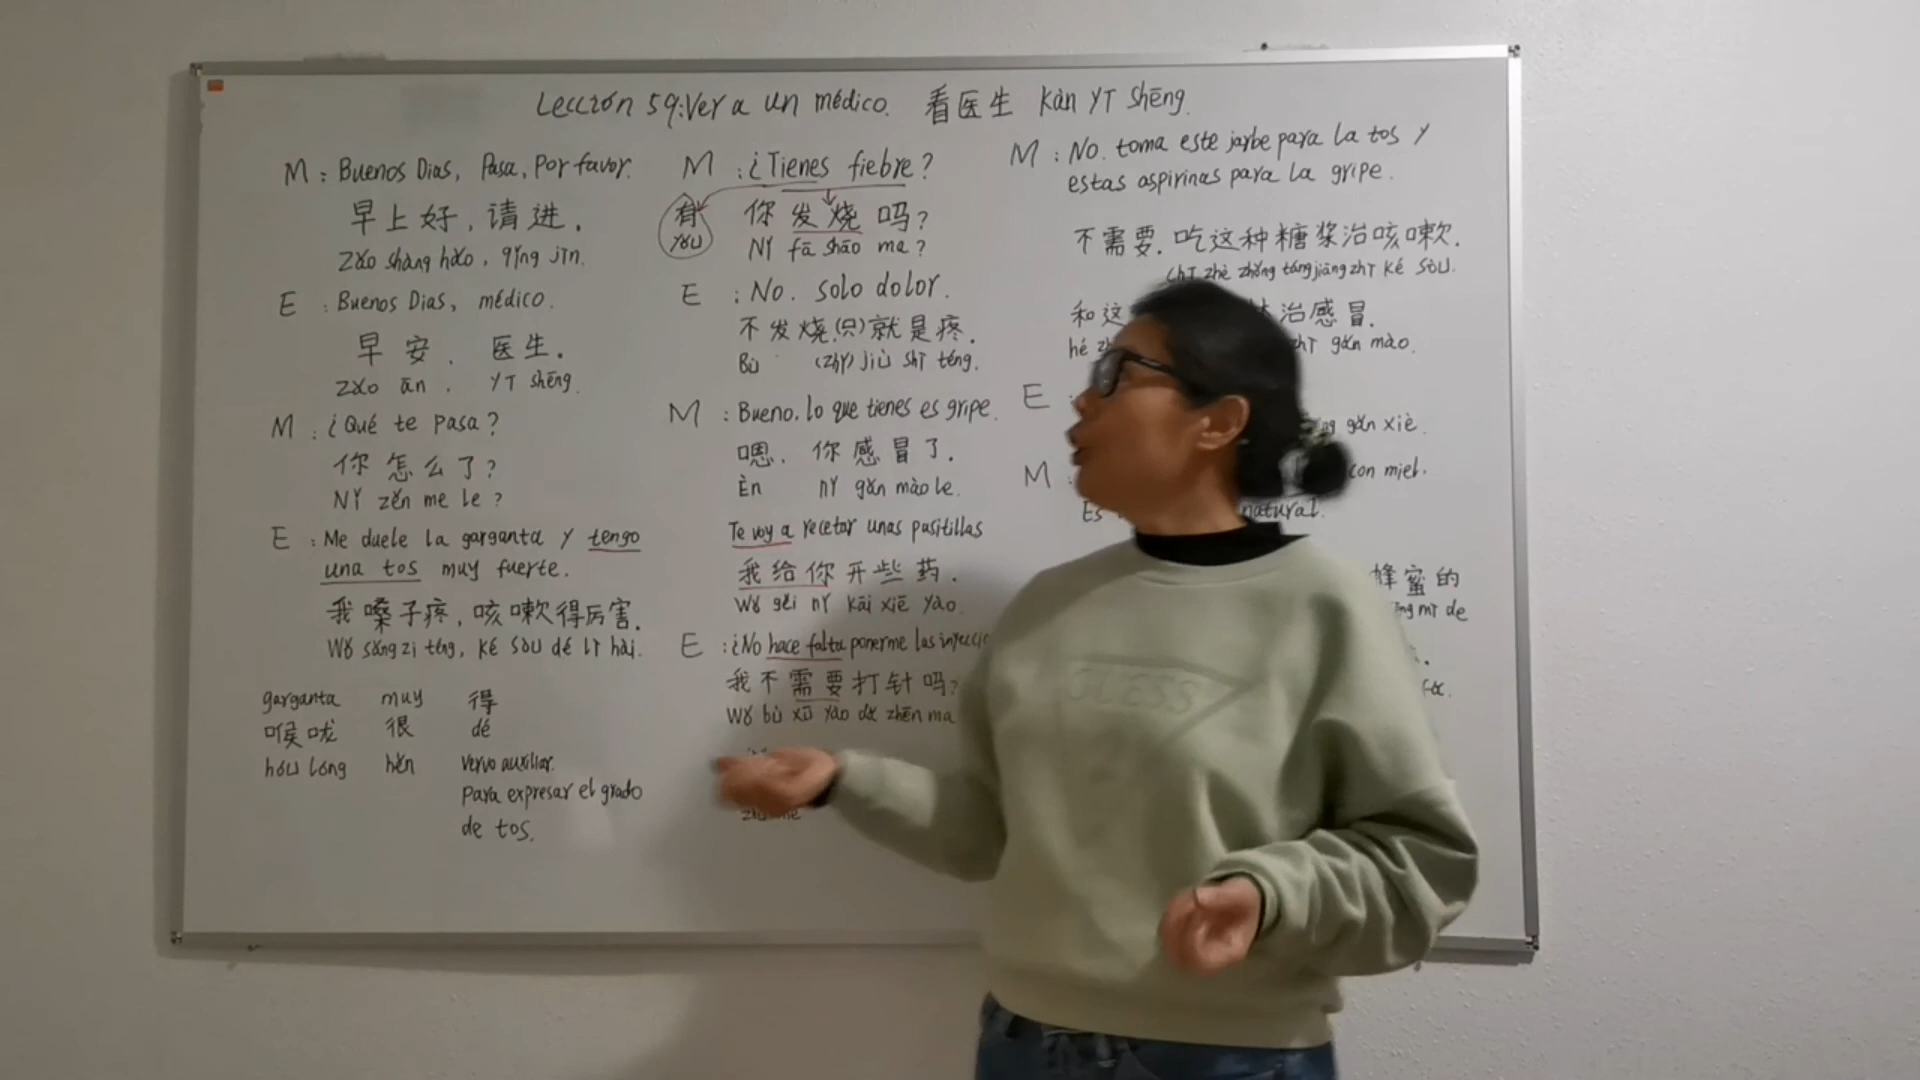 Lección 59:Ver a un médico. 看医生 Kàn yī shēng.
M : Buenos Dias, Pasa, Por favor.
早上好,请进.
Zǎo shàng hǎo, qǐng jìn.
E : Buenos Dias, médico.
早安. 医生.
zǎo ān. yī shēng.
M : ¿Qué te pasa?
你怎么了?
Nǐ zěn me le?
E : Me duele la garganta y tengo
una tos muy fuerte.
我嗓子疼,咳嗽得厉害.
Wǒ sǎng zi téng, ké sòu dé lì hài.
garganta muy 得
喉咙 很 dé
hóu lóng hěn Vervo auxiliar.
Para expresar el grado
de tos.
M : ¿Tienes fiebre?
有 你发烧吗?
yǒu Nǐ fā shāo ma?
E : No. solo dolor.
不发烧.(只)就是疼.
Bù (zhǐ) jiù shì téng.
M : Bueno. lo que tienes es gripe.
嗯. 你感冒了.
Èn nǐ gǎn mào le.
Te voy a recetar unas pasitillas
我给你开些药.
Wǒ gěi nǐ kāi xiē yào.
E : ¿No hace falta ponerme las
我不需要打针吗?
Wǒ bù xū yào dǎ zhēn ma
M : No. toma este jarbe para la tos y
estas aspirinas para la gripe.
不需要. 吃这种糖浆治咳嗽.
chī zhè zhǒng táng jiāng zhì ké sòu.
和这 治感冒.
hé zhì gǎn mào.
E :
gǎn xiè.
M : con miel.
Es natural.
蜂蜜的
mì de
GUESS